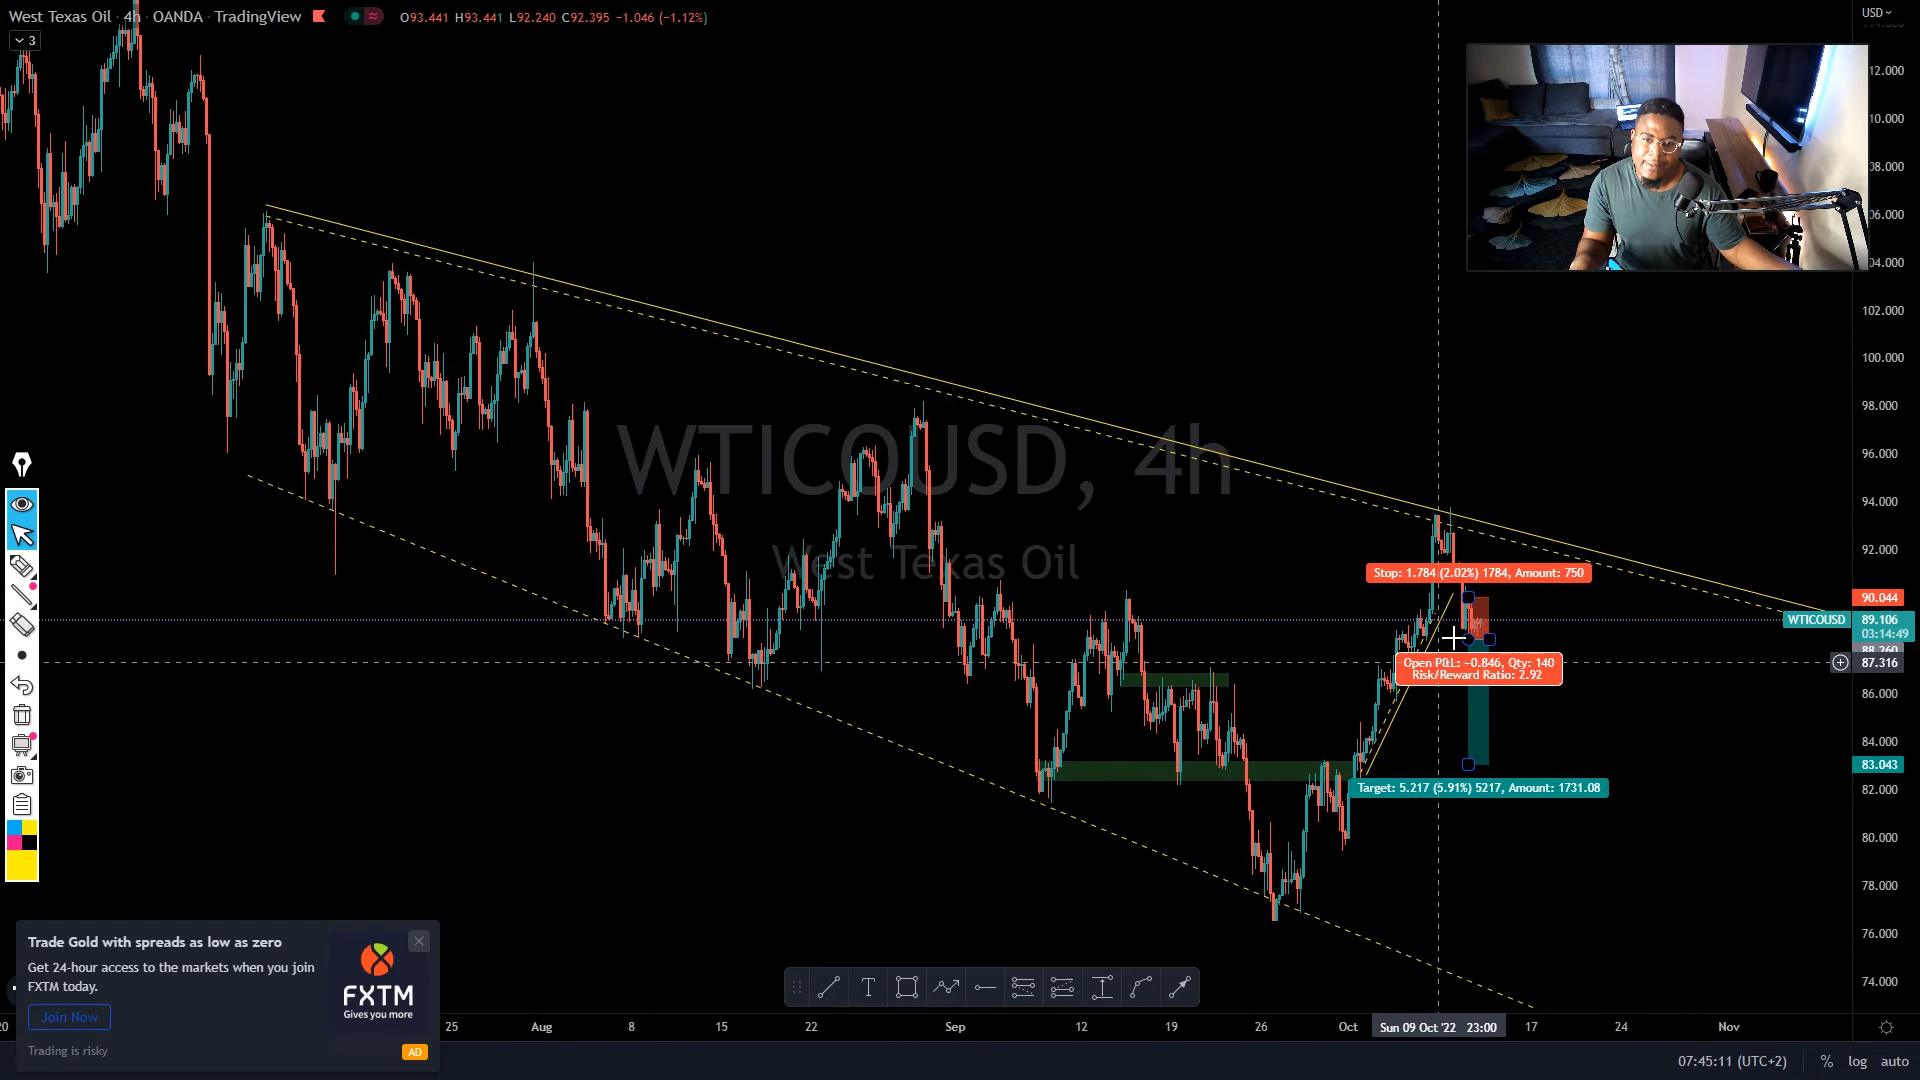 West Texas Oil · 4h · OANDA · TradingView
O93.441 H93.441 L92.240 C92.395 −1.046 (−1.12%)
USD
3
WTICOUSD, 4h
West Texas Oil
12.000
10.000
08.000
06.000
04.000
102.000
100.000
98.000
96.000
94.000
92.000
90.044
WTICOUSD
89.106
03:14:49
88.260
87.316
86.000
84.000
83.043
82.000
80.000
78.000
76.000
74.000
Stop: 1.784 (2.02%) 1784, Amount: 750
Open P&L: −0.846, Qty: 140
Risk/Reward Ratio: 2.92
Target: 5.217 (5.91%) 5217, Amount: 1731.08
Trade Gold with spreads as low as zero
Get 24-hour access to the markets when you join
FXTM today.
Join Now
Trading is risky
FXTM
Gives you more
AD
20
25
Aug
8
15
22
Sep
12
19
26
Oct
Sun 09 Oct '22 23:00
17
24
Nov
07:45:11 (UTC+2)
%
log
auto